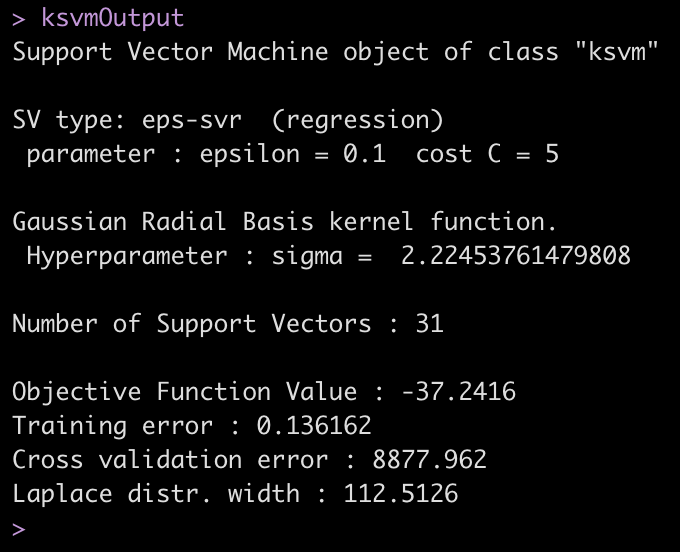 > ksvmOutput
Support Vector Machine object of class "ksvm"
SV type: eps-svr  (regression)
 parameter : epsilon = 0.1  cost C = 5
Gaussian Radial Basis kernel function.
 Hyperparameter : sigma =  2.22453761479808
Number of Support Vectors : 31
Objective Function Value : -37.2416
Training error : 0.136162
Cross validation error : 8877.962
Laplace distr. width : 112.5126
>